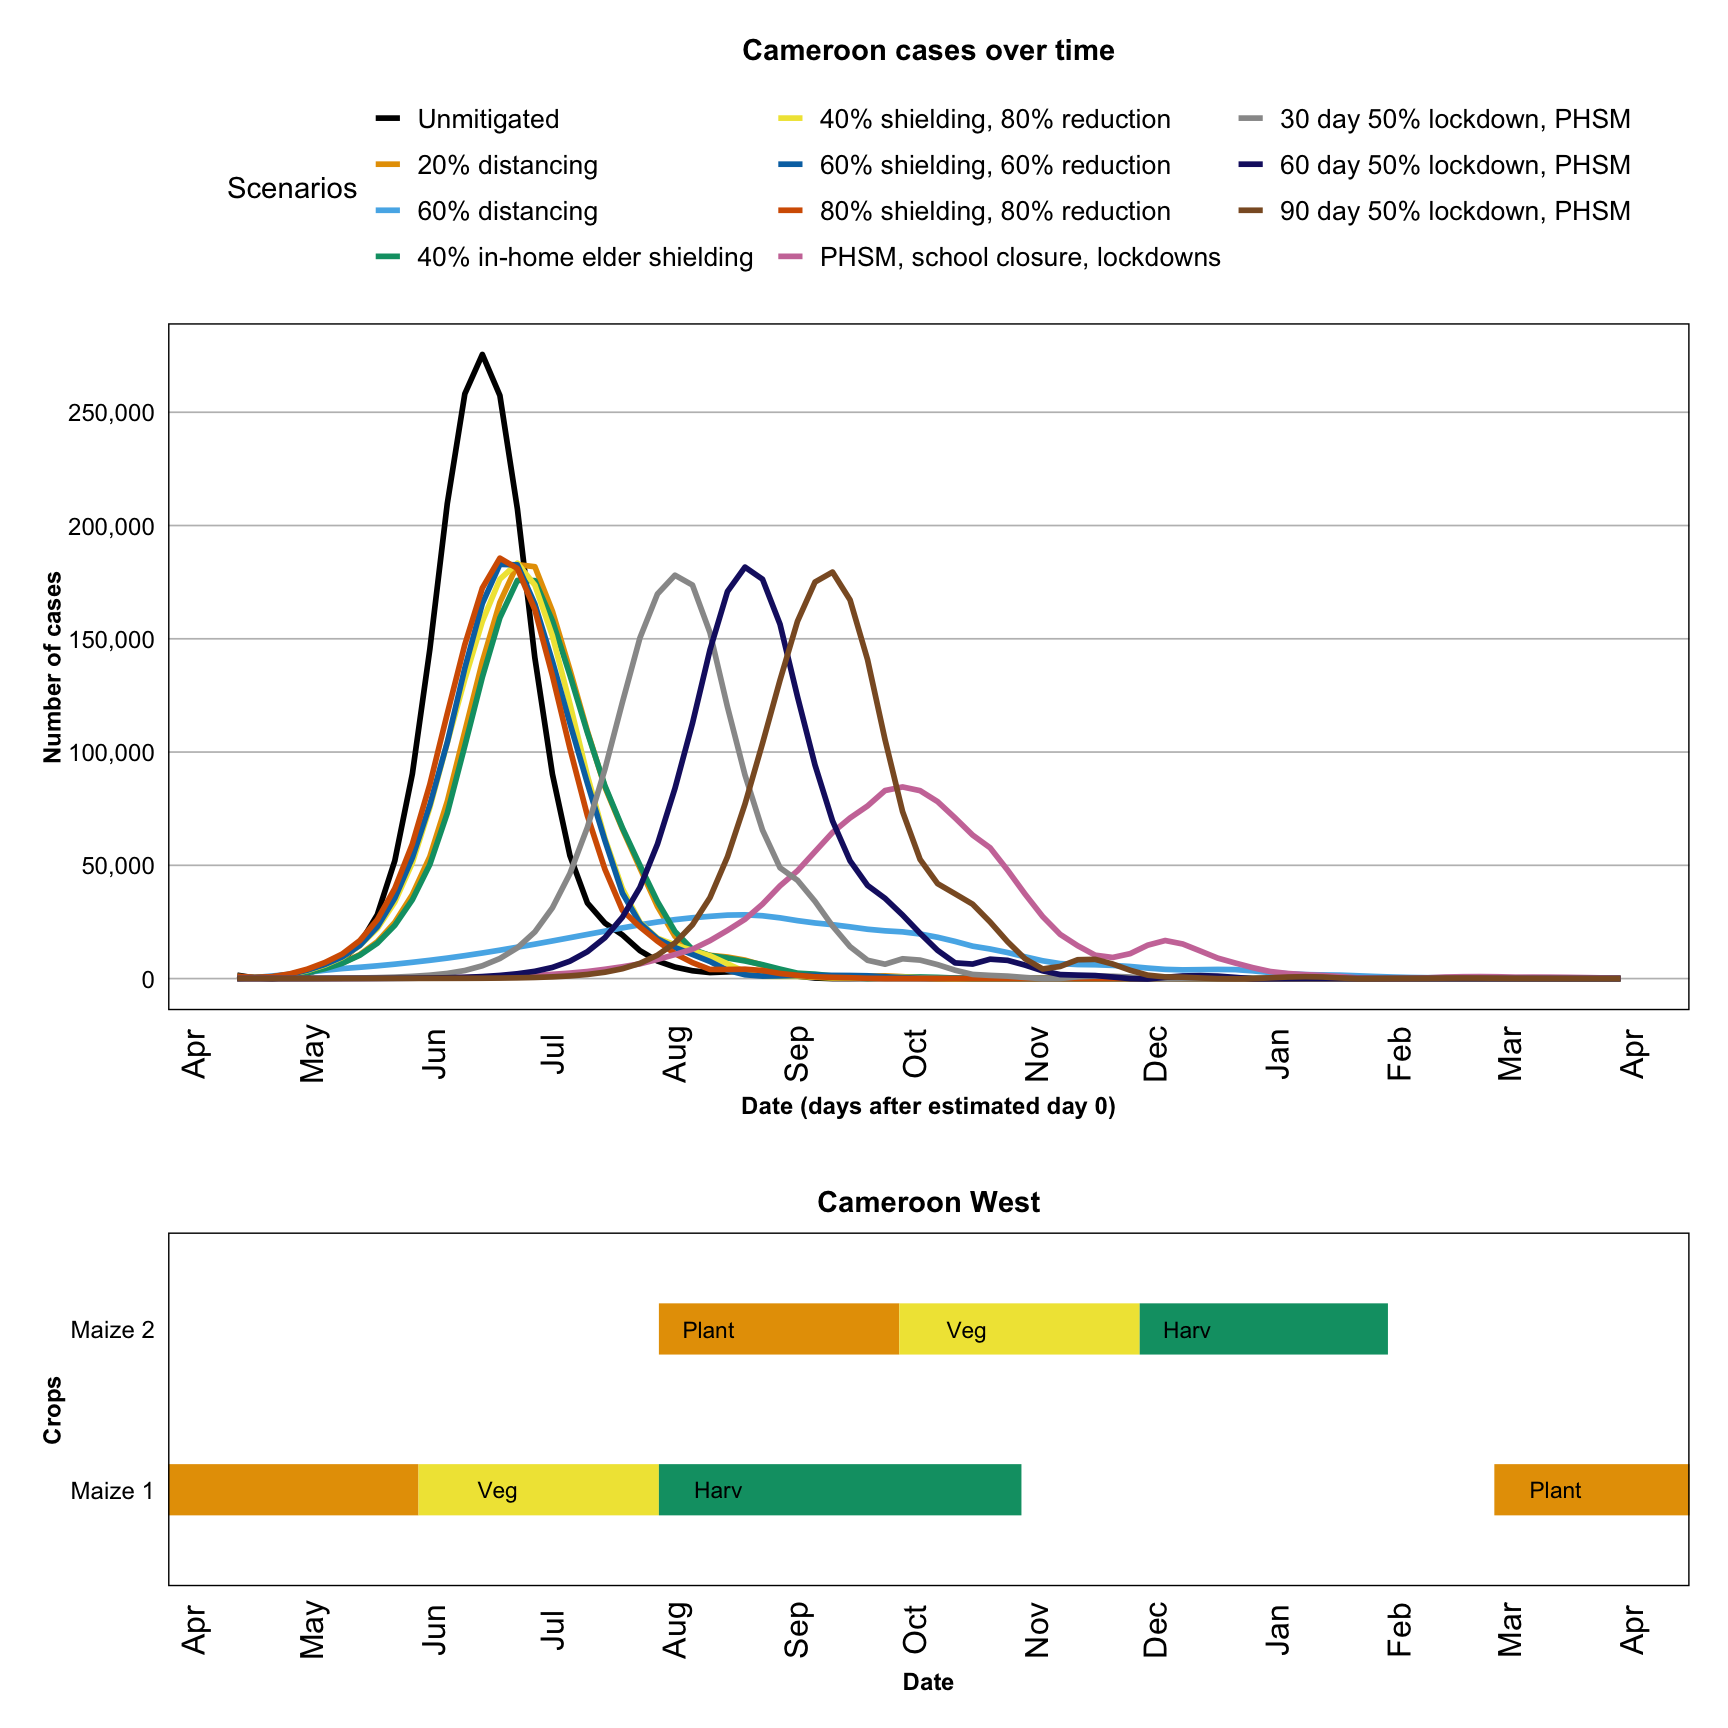 Cameroon cases over time
Scenarios
Unmitigated
20% distancing
60% distancing
40% in-home elder shielding
40% shielding, 80% reduction
60% shielding, 60% reduction
80% shielding, 80% reduction
PHSM, school closure, lockdowns
30 day 50% lockdown, PHSM
60 day 50% lockdown, PHSM
90 day 50% lockdown, PHSM
Number of cases
250,000
200,000
150,000
100,000
50,000
0
Apr May Jun Jul Aug Sep Oct Nov Dec Jan Feb Mar Apr
Date (days after estimated day 0)
Cameroon West
Crops
Maize 2
Plant Veg Harv
Maize 1
Veg Harv Plant
Apr May Jun Jul Aug Sep Oct Nov Dec Jan Feb Mar Apr
Date